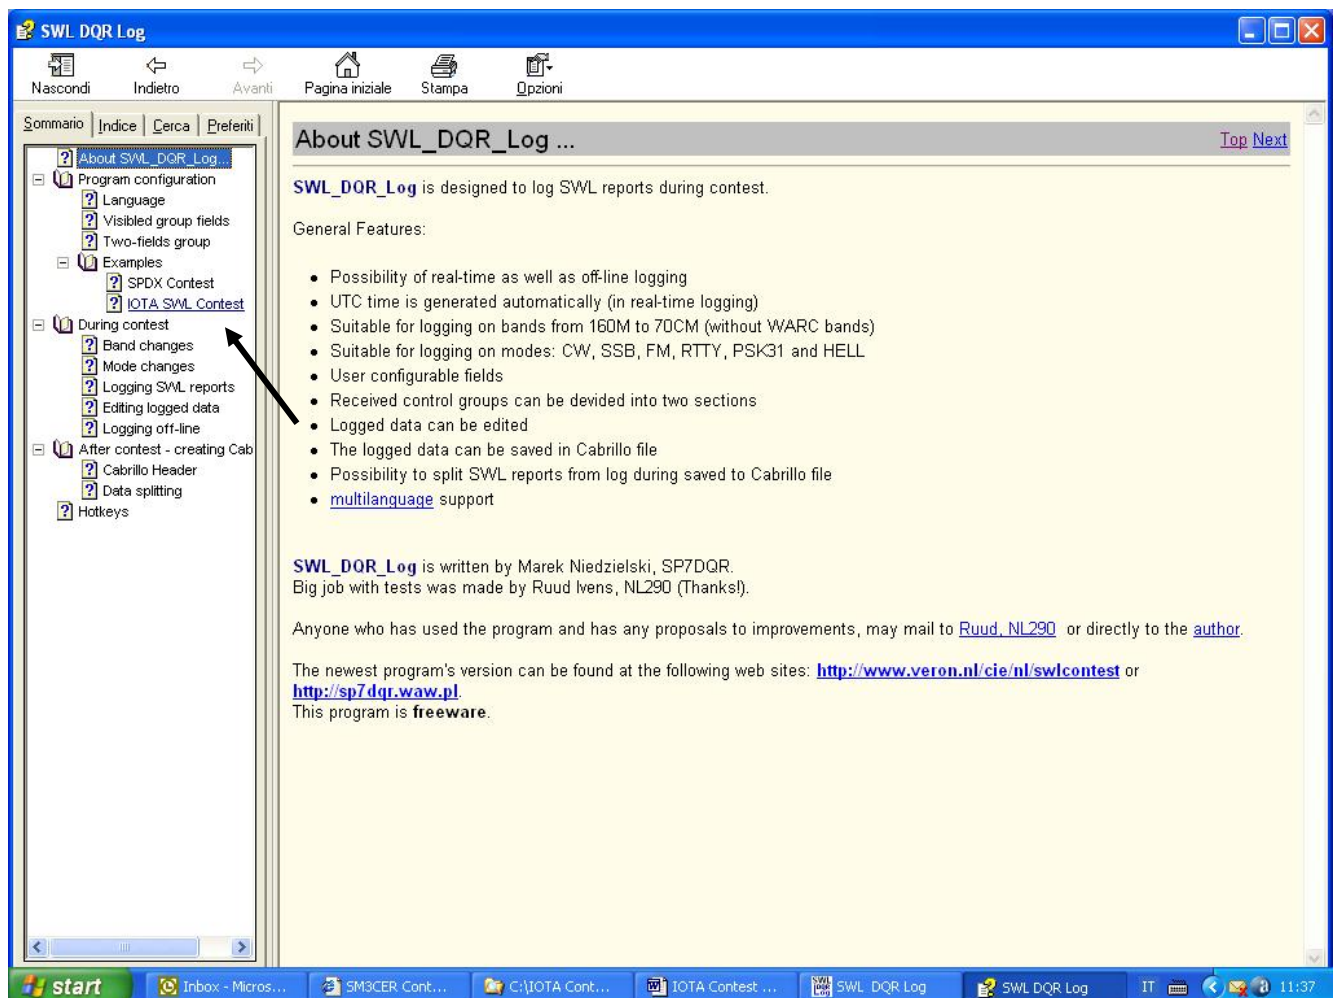 SWL DQR Log
Nascondi Indietro Avanti Pagina iniziale Stampa Opzioni
Sommario Indice Cerca Preferiti
About SWL_DQR_Log...
Program configuration
Language
Visibled group fields
Two-fields group
Examples
SPDX Contest
IOTA SWL Contest
During contest
Band changes
Mode changes
Logging SWL reports
Editing logged data
Logging off-line
After contest - creating Cab
Cabrillo Header
Data splitting
Hotkeys
About SWL_DQR_Log ... Top Next
SWL_DQR_Log is designed to log SWL reports during contest.
General Features:
• Possibility of real-time as well as off-line logging
• UTC time is generated automatically (in real-time logging)
• Suitable for logging on bands from 160M to 70CM (without WARC bands)
• Suitable for logging on modes: CW, SSB, FM, RTTY, PSK31 and HELL
• User configurable fields
• Received control groups can be devided into two sections
• Logged data can be edited
• The logged data can be saved in Cabrillo file
• Possibility to split SWL reports from log during saved to Cabrillo file
• multilanguage support
SWL_DQR_Log is written by Marek Niedzielski, SP7DQR.
Big job with tests was made by Ruud Ivens, NL290 (Thanks!).
Anyone who has used the program and has any proposals to improvements, may mail to Ruud, NL290 or directly to the author.
The newest program's version can be found at the following web sites: http://www.veron.nl/cie/nl/swlcontest or
http://sp7dqr.waw.pl.
This program is freeware.
start Inbox - Micros... SM3CER Cont... C:\IOTA Cont... IOTA Contest ... SWL DQR Log SWL DQR Log IT 11:37